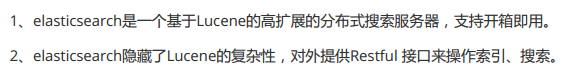 1、elasticsearch是一个基于Lucene的高扩展的分布式搜索服务器，支持开箱即用。
2、elasticsearch隐藏了Lucene的复杂性，对外提供Restful 接口来操作索引、搜索。